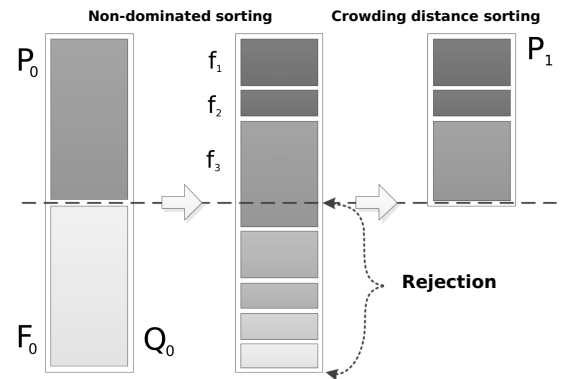 Non-dominated sorting
Crowding distance sorting
P0
f1
f2
f3
P1
Rejection
F0
Q0